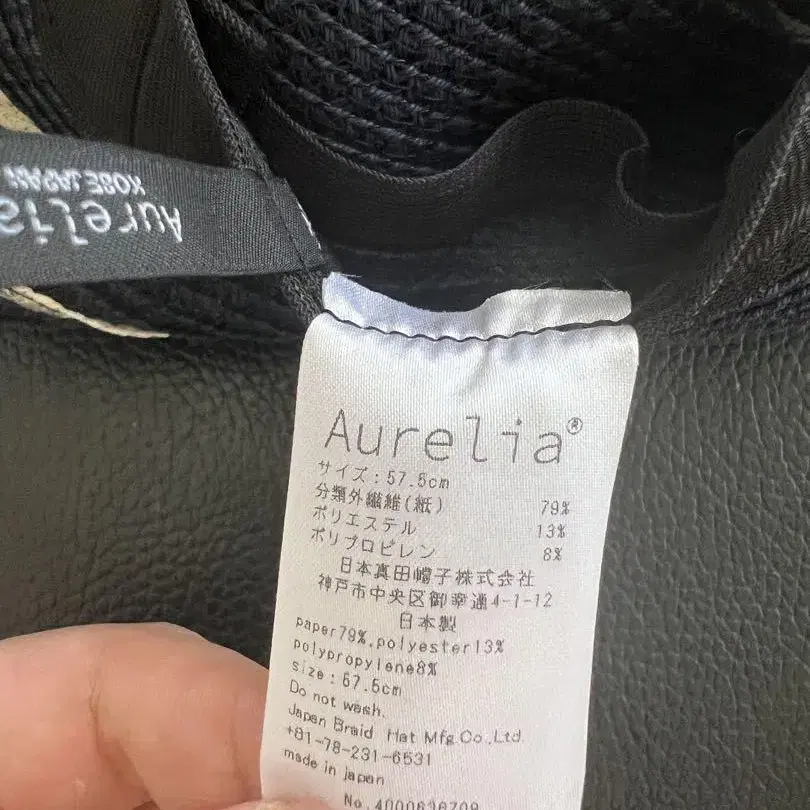 Aurelia
KOBE JAPAN
Aurelia®
サイズ:57.5cm
分類外繊維(紙) 79%
ポリエステル 13%
ポリプロピレン 8%
日本真田帽子株式会社
神戸市中央区御幸通4-1-12
日本製
paper79%,polyester13%
polypropylene8%
size:57.5cm
Do not wash.
Japan Braid Hat Mfg.Co.,Ltd.
+81-78-231-6531
made in japan
No.4000636709